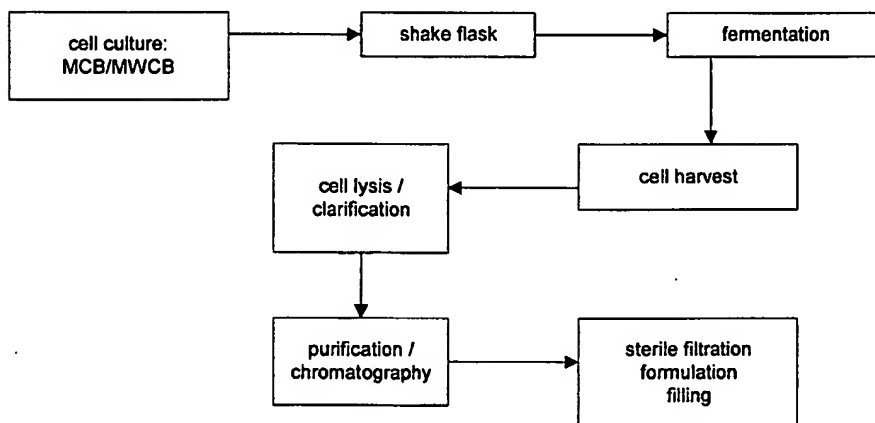 cell culture:
MCB/MWCB
shake flask
fermentation
cell harvest
cell lysis /
clarification
purification /
chromatography
sterile filtration
formulation
filling